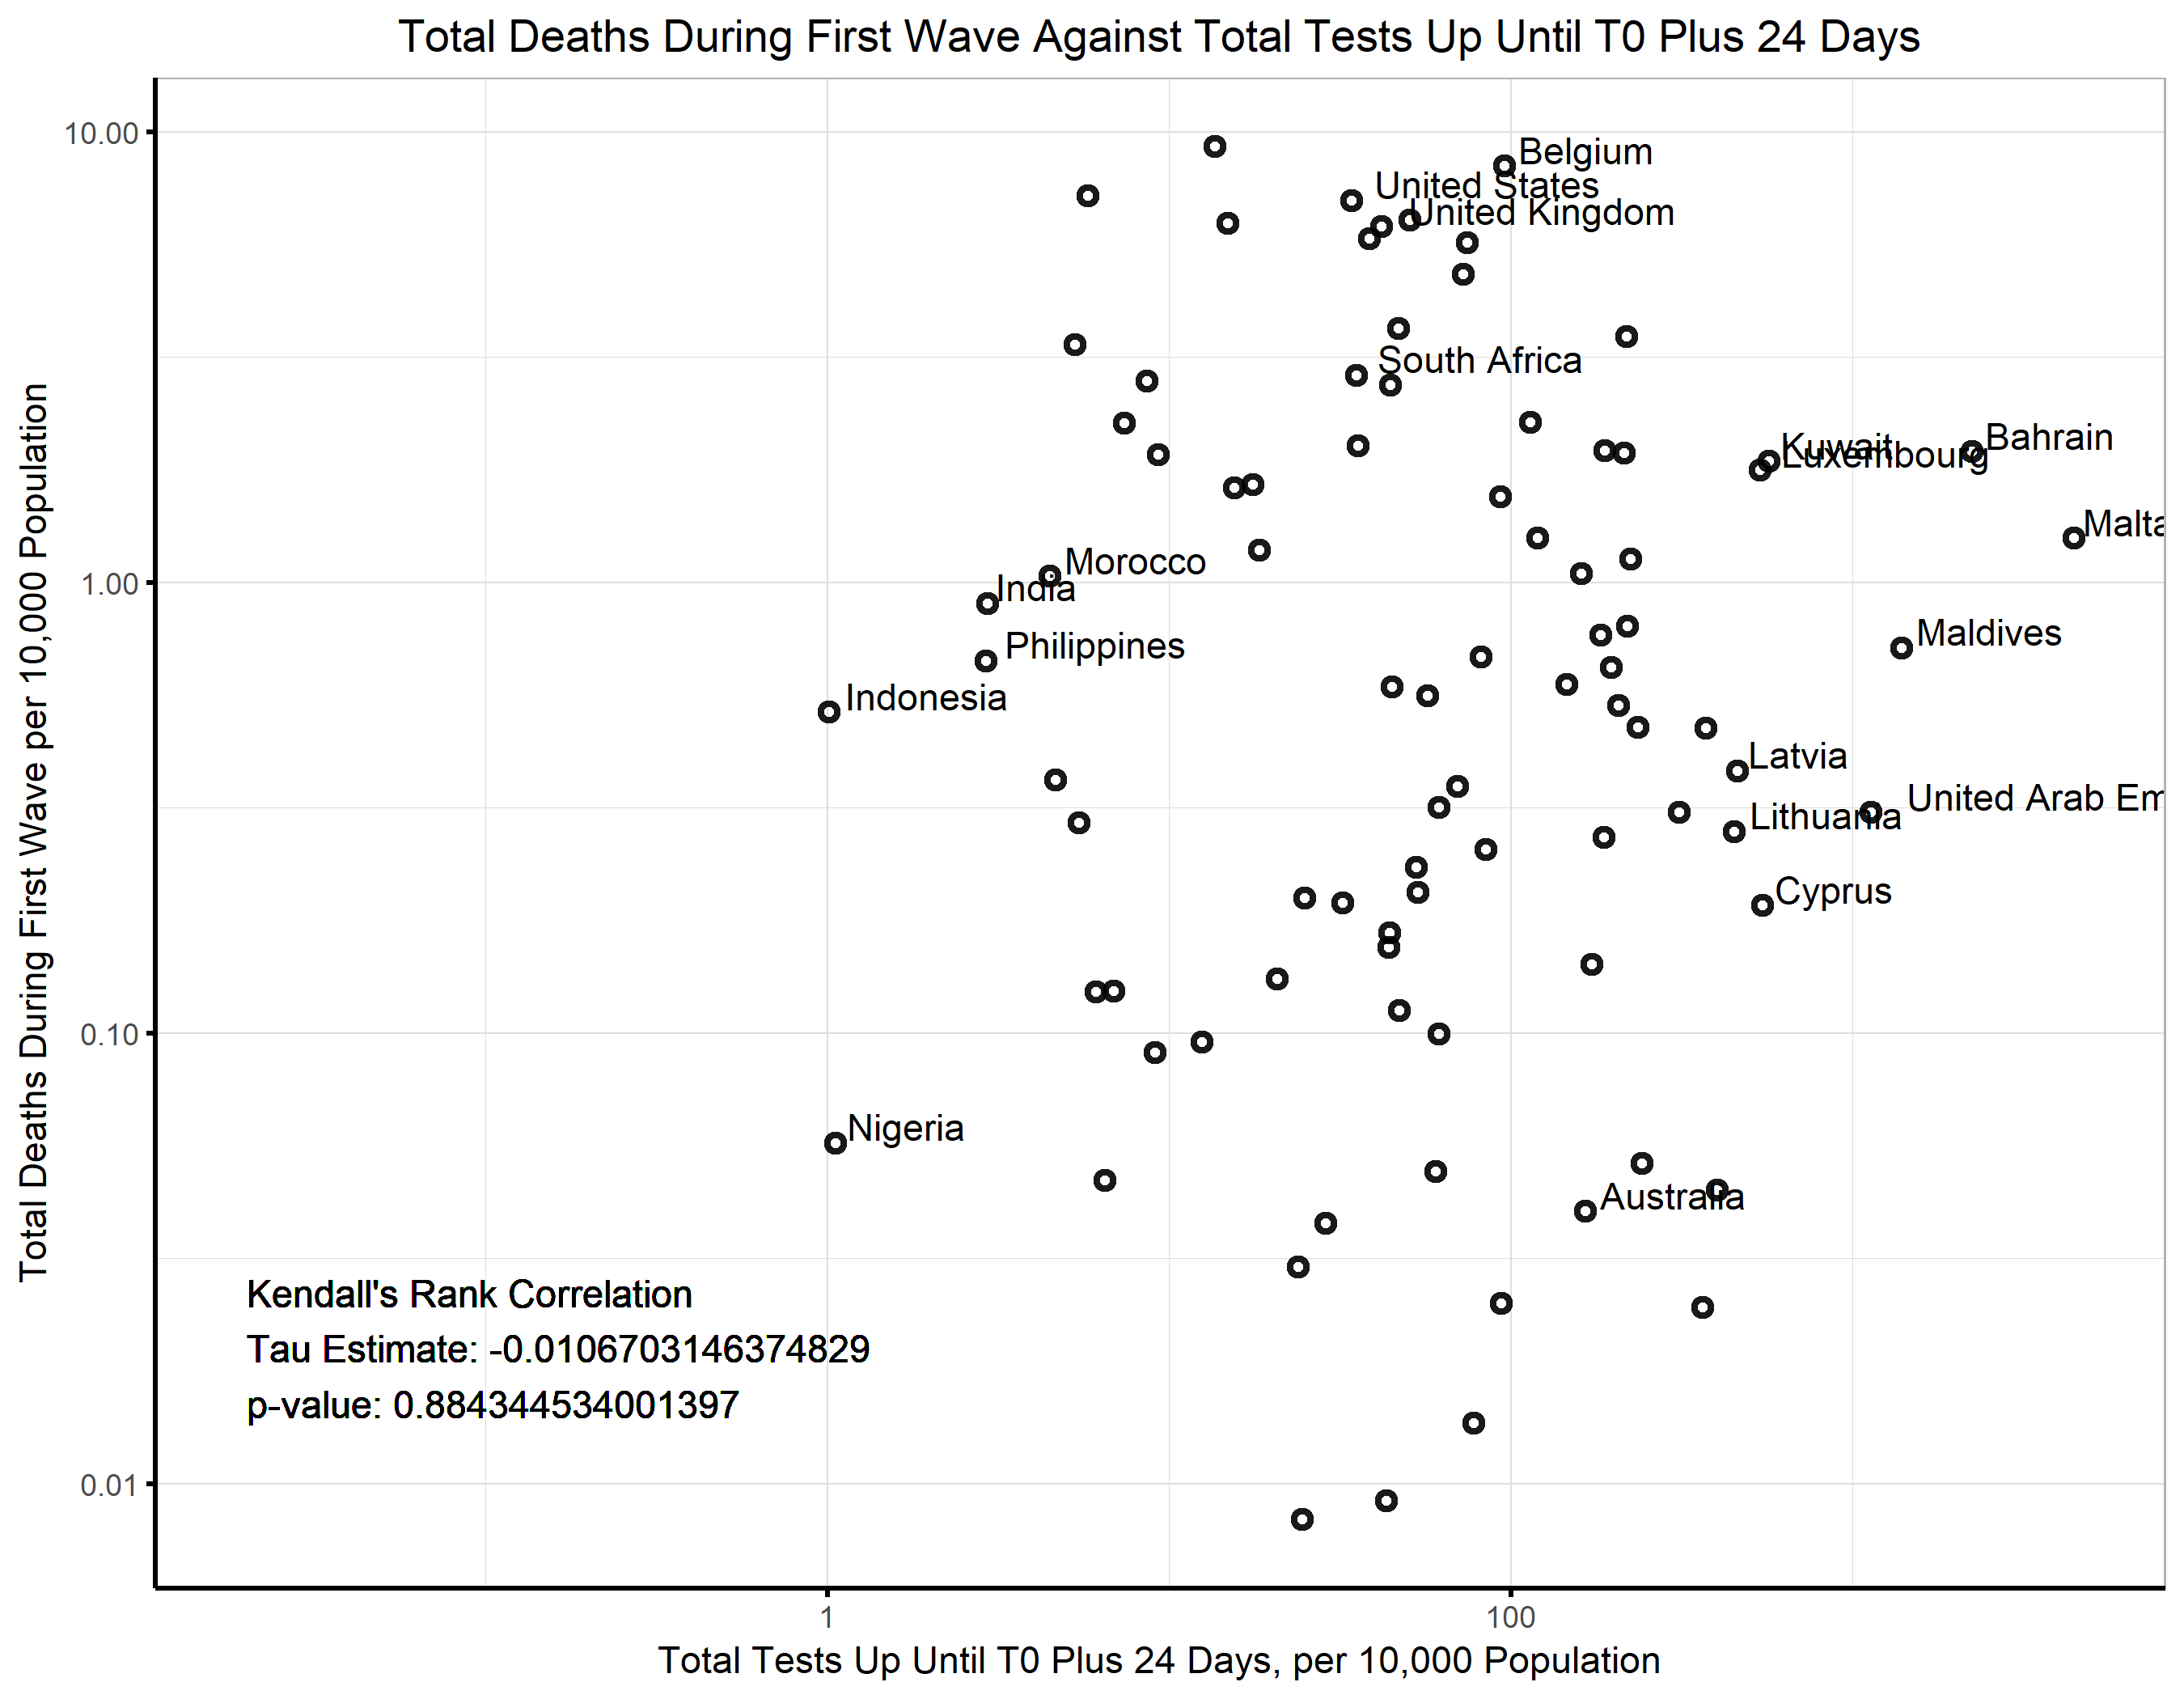 Total Deaths During First Wave Against Total Tests Up Until T0 Plus 24 Days
Total Deaths During First Wave per 10,000 Population
10.00
1.00
0.10
0.01
Belgium
United States
United Kingdom
South Africa
Kuwait
Luxembourg
Bahrain
Malta
Morocco
India
Philippines
Maldives
Indonesia
Latvia
United Arab Em
Lithuania
Cyprus
Nigeria
Australia
Kendall's Rank Correlation
Tau Estimate: -0.0106703146374829
p-value: 0.884344534001397
1
100
Total Tests Up Until T0 Plus 24 Days, per 10,000 Population